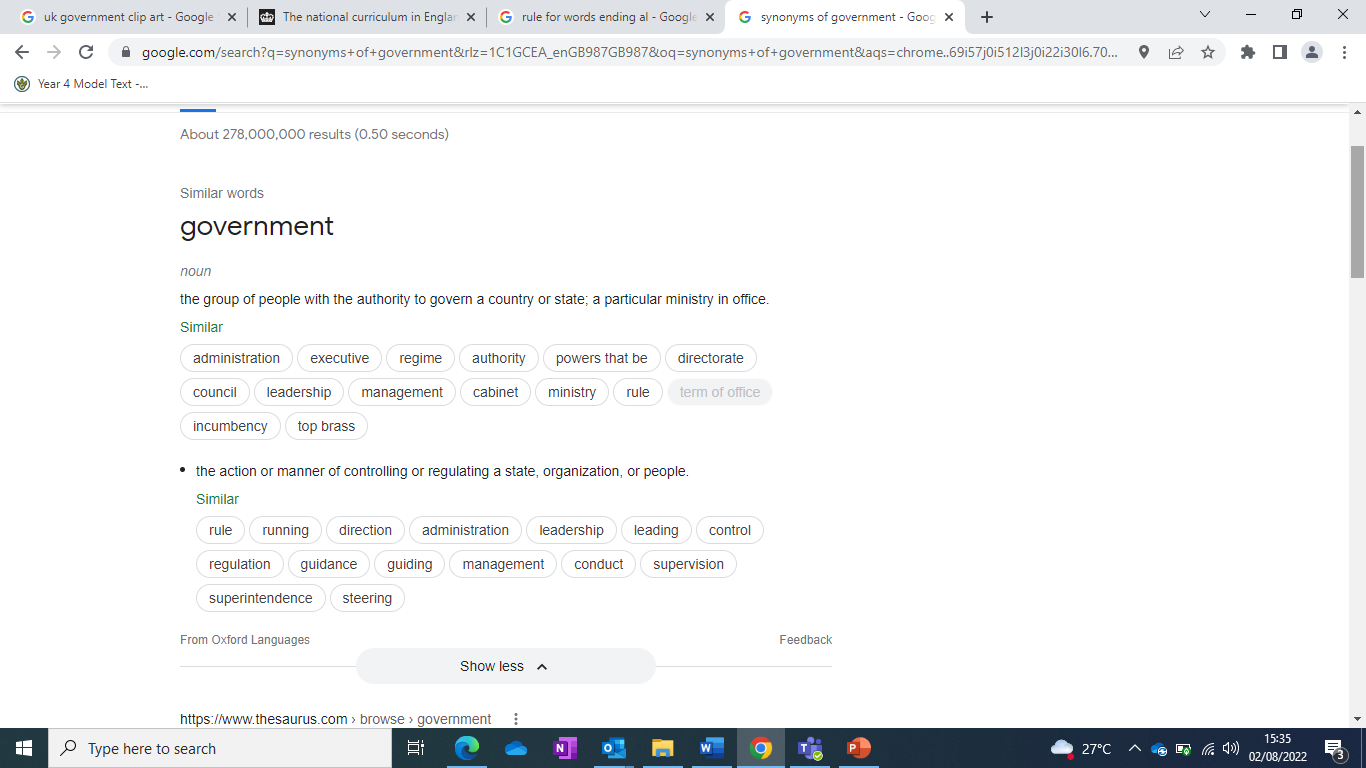 uk government clip art - Google
The national curriculum in Englan
rule for words ending al - Google
synonyms of government - Goog
google.com/search?q=synonyms+of+government&rlz=1C1GCEA_enGB987GB987&oq=synonyms+of+government&aqs=chrome..69i57j0i512l3j0i22i30l6.70...
Year 4 Model Text -...
About 278,000,000 results (0.50 seconds)
Similar words
government
noun
the group of people with the authority to govern a country or state; a particular ministry in office.
Similar
administration executive regime authority powers that be directorate
council leadership management cabinet ministry rule term of office
incumbency top brass
• the action or manner of controlling or regulating a state, organization, or people.
Similar
rule running direction administration leadership leading control
regulation guidance guiding management conduct supervision
superintendence steering
From Oxford Languages Feedback
Show less
https://www.thesaurus.com › browse › government
Type here to search
27°C
15:35
02/08/2022
3